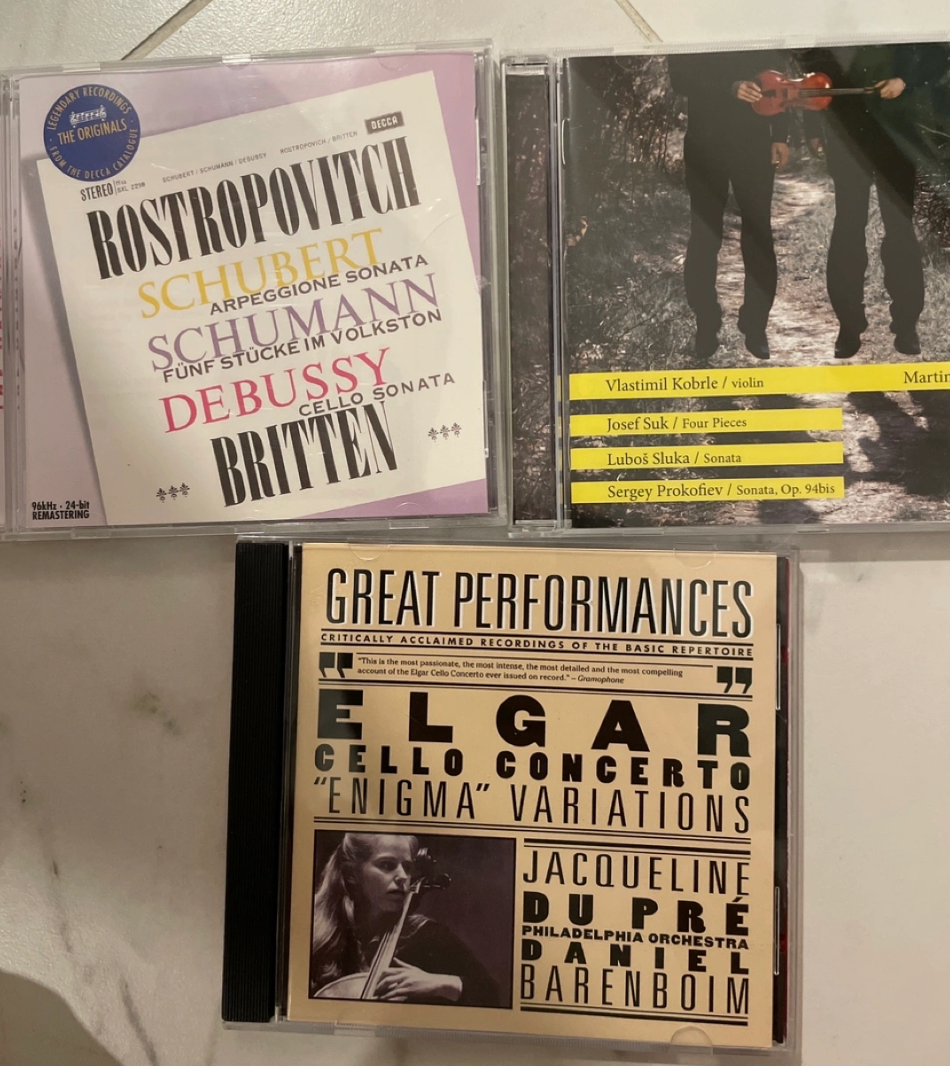 LEGENDARY RECORDINGS
THE ORIGINALS
FROM THE DECCA CATALOGUE
DECCA
SCHUBERT / SCHUMANN / DEBUSSY ROSTROPOVICH / BRITTEN
STEREO
SXL 2298
ROSTROPOVITCH
SCHUBERT
ARPEGGIONE SONATA
SCHUMANN
FÜNF STÜCKE IM VOLKSTON
DEBUSSY
CELLO SONATA
BRITTEN
96kHz · 24-bit
REMASTERING
Vlastimil Kobrle / violin Martin
Josef Suk / Four Pieces
Luboš Sluka / Sonata
Sergey Prokofiev / Sonata, Op. 94bis
GREAT PERFORMANCES
CRITICALLY ACCLAIMED RECORDINGS OF THE BASIC REPERTOIRE
"This is the most passionate, the most intense, the most detailed and the most compelling
account of the Elgar Cello Concerto ever issued on record." – Gramophone
ELGAR
CELLO CONCERTO
"ENIGMA" VARIATIONS
JACQUELINE
DU PRÉ
PHILADELPHIA ORCHESTRA
DANIEL
BARENBOIM